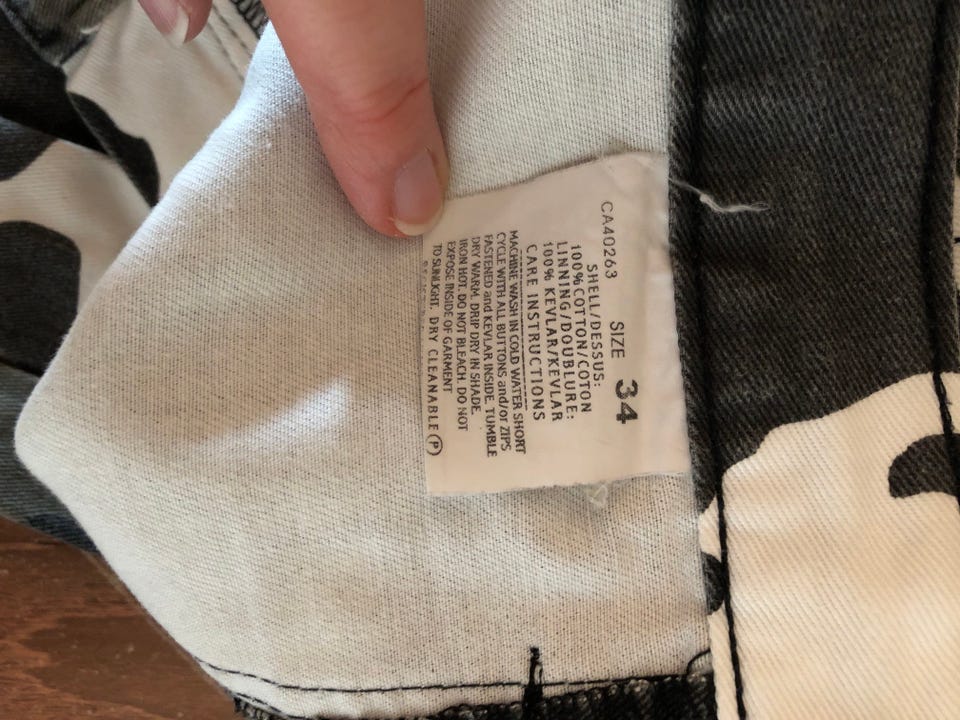 CA40263
SIZE 34
SHELL/DESSUS:
100%COTTON/COTON
LINNING/DOUBLURE:
100% KEVLAR/KEVLAR
CARE INSTRUCTIONS
MACHINE WASH IN COLD WATER SHORT
CYCLE WITH ALL BUTTONS and/or ZIPS
FASTENED and KEVLAR INSIDE, TUMBLE
DRY WARM. DRIP DRY IN SHADE.
IRON HOT. DO NOT BLEACH. DO NOT
EXPOSE INSIDE OF GARMENT
TO SUNLIGHT. DRY CLEANABLE P